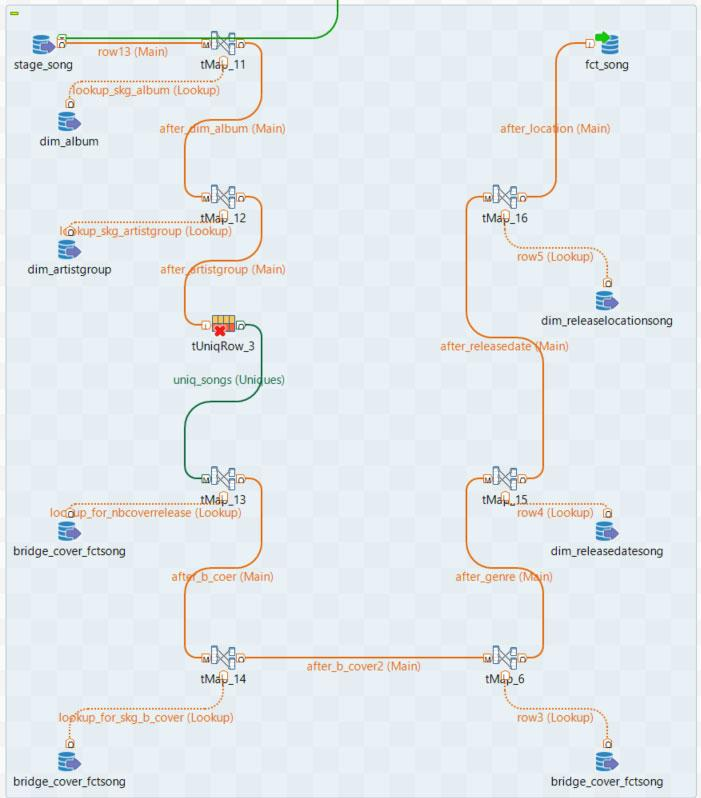 row13 (Main)
stage_song
tMap_11
fct_song
lookup_skg_album (Lookup)
after_dim_album (Main)
after_location (Main)
dim_album
tMap_12
tMap_16
lookup_skg_artistgroup (Lookup)
row5 (Lookup)
dim_artistgroup
after_artistgroup (Main)
dim_releaselocationsong
tUniqRow_3
after_releasedate (Main)
uniq_songs (Uniques)
tMap_13
tMap_15
lookup_for_nbcoverrelease (Lookup)
row4 (Lookup)
bridge_cover_fctsong
dim_releasedatesong
after_b_coer (Main)
after_genre (Main)
after_b_cover2 (Main)
tMap_14
tMap_6
lookup_for_skg_b_cover (Lookup)
row3 (Lookup)
bridge_cover_fctsong
bridge_cover_fctsong